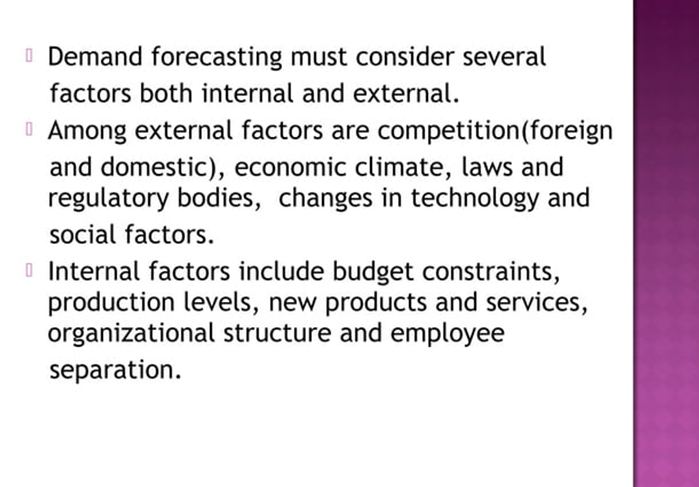 Demand forecasting must consider several
factors both internal and external.
Among external factors are competition(foreign
and domestic), economic climate, laws and
regulatory bodies,  changes in technology and
social factors.
Internal factors include budget constraints,
production levels, new products and services,
organizational structure and employee
separation.